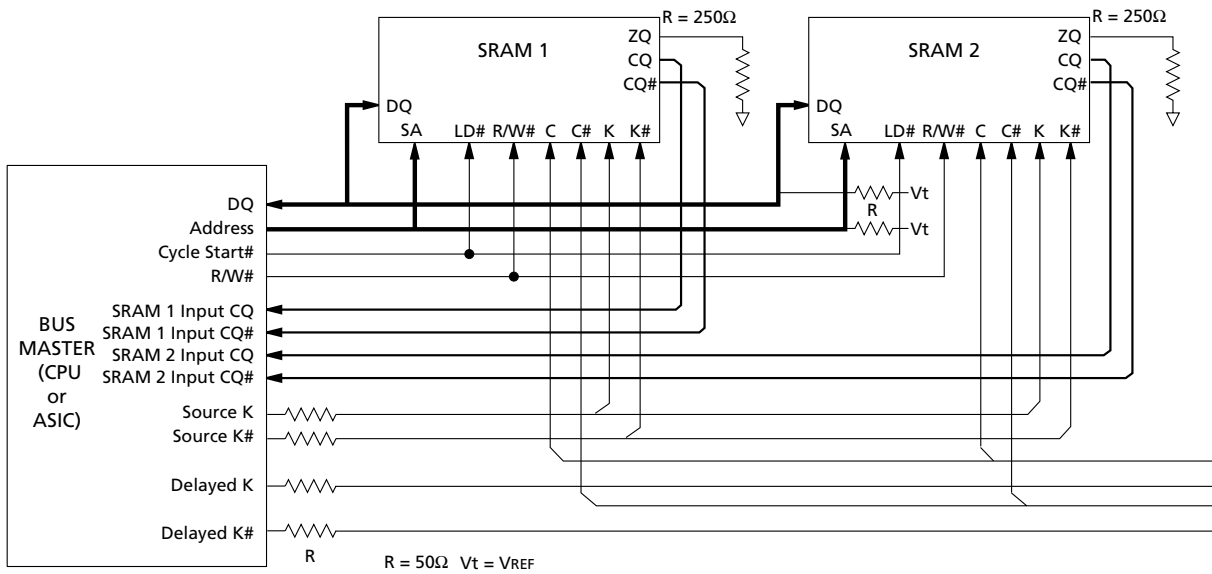 R = 250Ω
SRAM 1
ZQ
CQ
CQ#
DQ
SA LD# R/W# C C# K K#
R = 250Ω
SRAM 2
ZQ
CQ
CQ#
DQ
SA LD# R/W# C C# K K#
Vt
R
Vt
DQ
Address
Cycle Start#
R/W#
SRAM 1 Input CQ
SRAM 1 Input CQ#
SRAM 2 Input CQ
SRAM 2 Input CQ#
Source K
Source K#
Delayed K
Delayed K#
BUS
MASTER
(CPU
or
ASIC)
R
R = 50Ω Vt = VREF